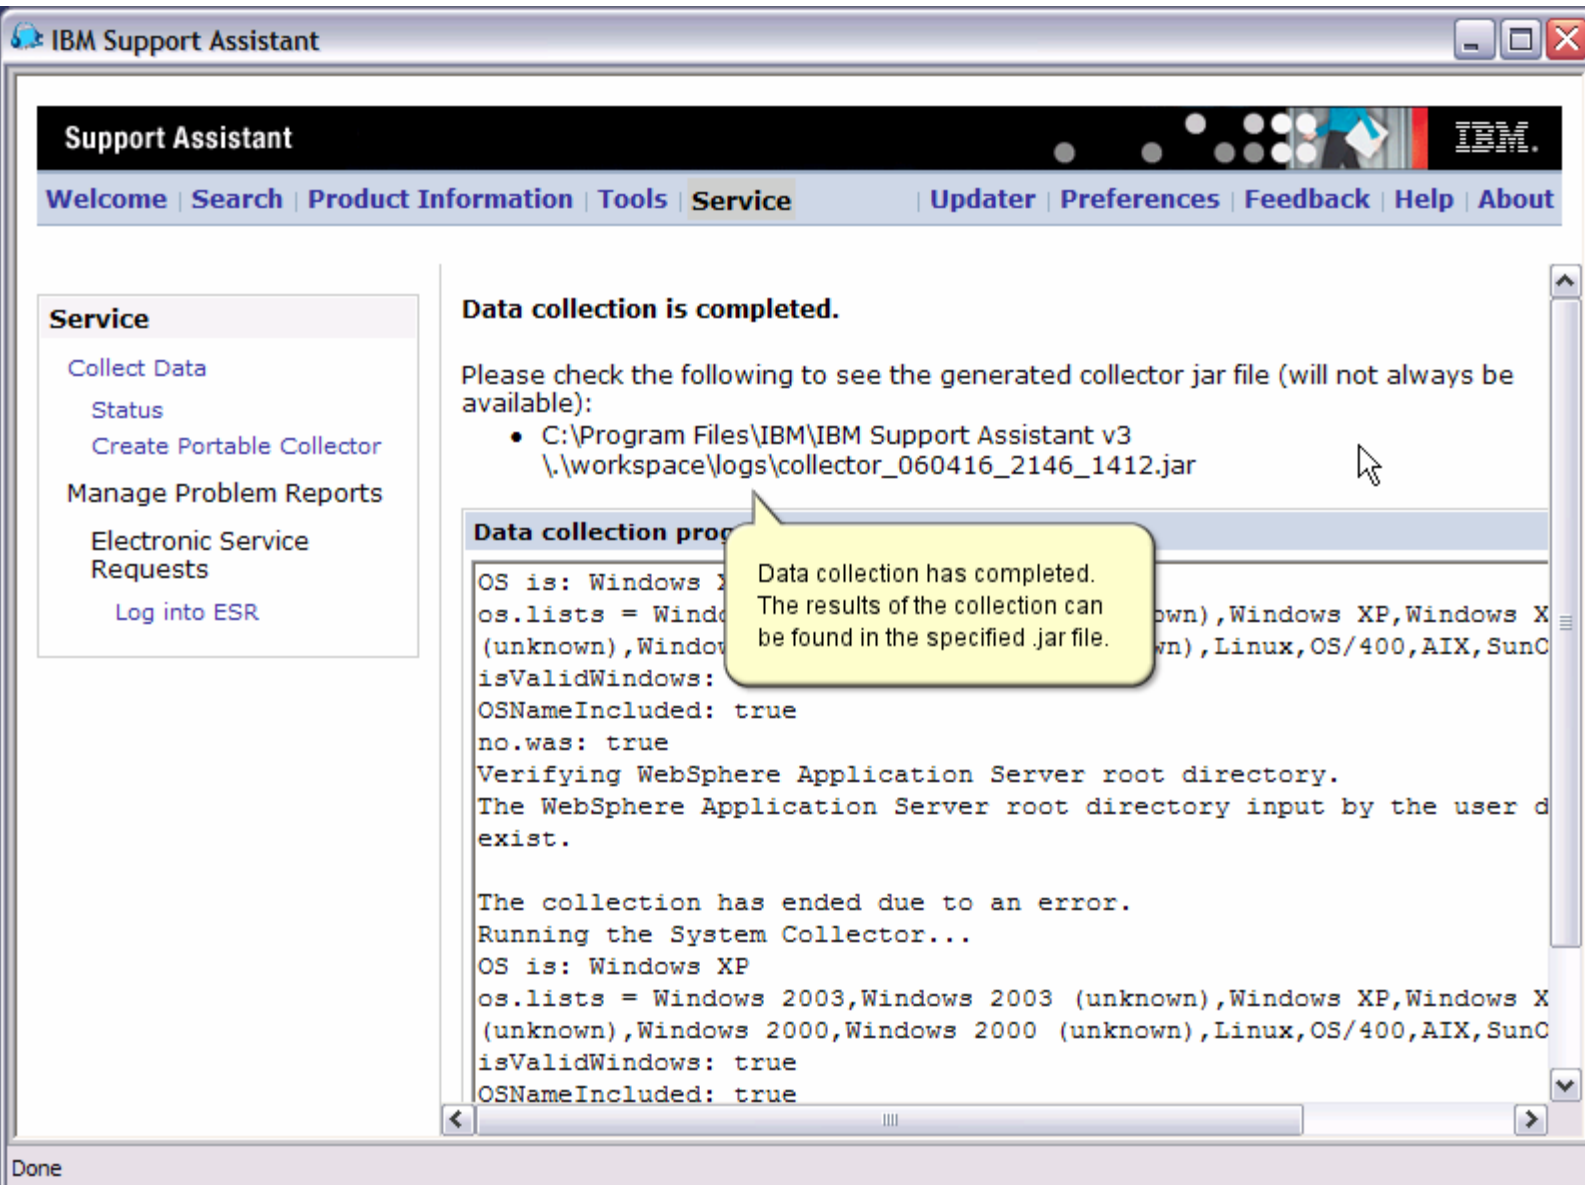 IBM Support Assistant
Support Assistant
IBM.
Welcome | Search | Product Information | Tools | Service | Updater | Preferences | Feedback | Help | About
Service
Collect Data
Status
Create Portable Collector
Manage Problem Reports
Electronic Service
Requests
Log into ESR
Data collection is completed.
Please check the following to see the generated collector jar file (will not always be
available):
• C:\Program Files\IBM\IBM Support Assistant v3
\.\workspace\logs\collector_060416_2146_1412.jar
Data collection
Data collection has completed.
The results of the collection can
be found in the specified .jar file.
OS is: Windows
os.lists = own),Windows XP,Windows X
(unknown), wn),Linux,OS/400,AIX,SunO
isValidWindows:
OSNameIncluded: true
no.was: true
Verifying WebSphere Application Server root directory.
The WebSphere Application Server root directory input by the user d
exist.
The collection has ended due to an error.
Running the System Collector...
OS is: Windows XP
os.lists = Windows 2003,Windows 2003 (unknown),Windows XP,Windows X
(unknown),Windows 2000,Windows 2000 (unknown),Linux,OS/400,AIX,SunO
isValidWindows: true
OSNameIncluded: true
Done